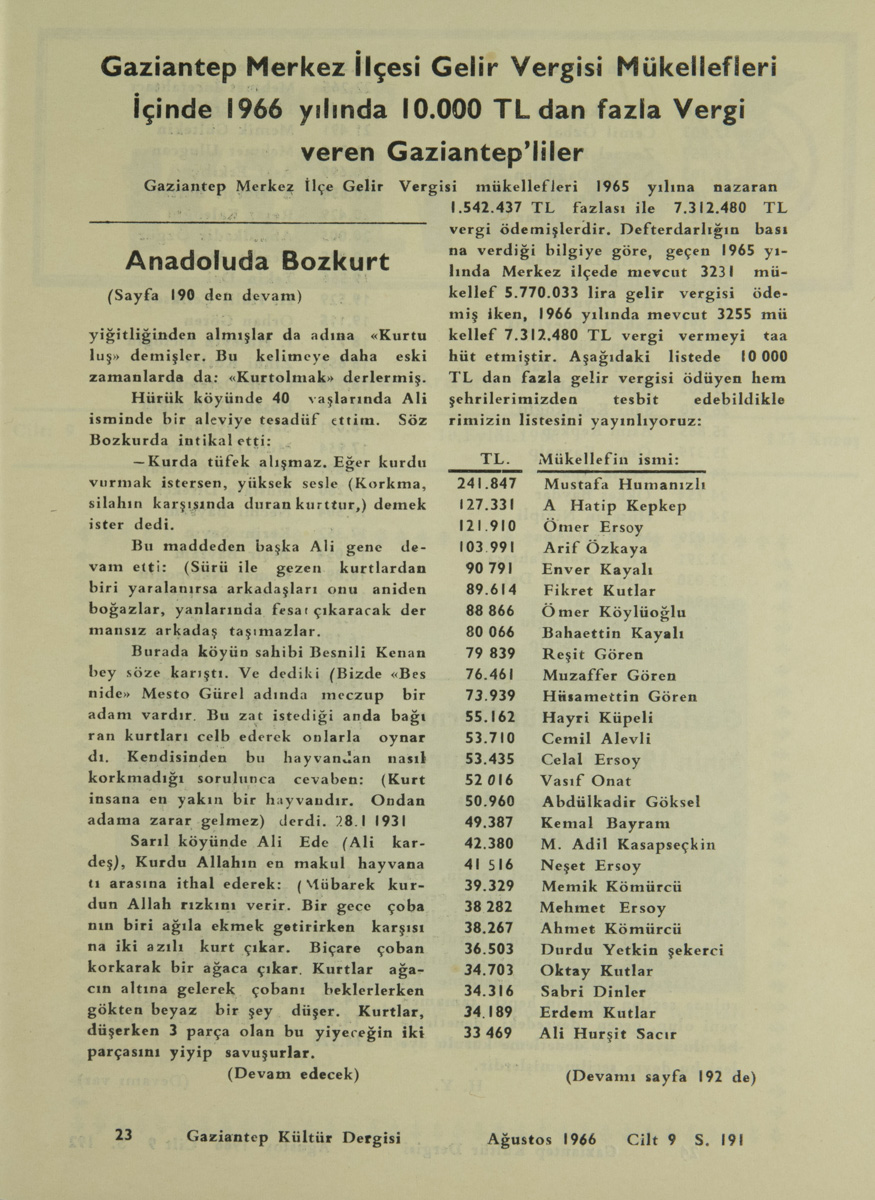 Gaziantep Merkez İlçesi Gelir Vergisi Mükellefleri
İçinde 1966 yılında 10.000 TL dan fazla Vergi
veren Gaziantep'liler
Gaziantep Merkez İlçe Gelir Vergisi mükellefleri 1965 yılına nazaran
1.542.437 TL fazlası ile 7.312.480 TL
vergi ödemişlerdir. Defterdarlığın bası
na verdiği bilgiye göre, geçen 1965 yı-
lında Merkez ilçede mevcut 3231 mü-
kellef 5.770.033 lira gelir vergisi öde-
miş iken, 1966 yılında mevcut 3255 mü
kellef 7.312.480 TL vergi vermeyi taa
hüt etmiştir. Aşağıdaki listede 10 000
TL dan fazla gelir vergisi ödüyen hem
şehrilerimizden tesbit edebildikle
rimizin listesini yayınlıyoruz:
TL. Mükellefin ismi:
241.847 Mustafa Humanızlı
127.331 A Hatip Kepkep
121.910 Ömer Ersoy
103.991 Arif Özkaya
90 791 Enver Kayalı
89.614 Fikret Kutlar
88 866 Ömer Köylüoğlu
80 066 Bahaettin Kayalı
79 839 Reşit Gören
76.461 Muzaffer Gören
73.939 Hüsamettin Gören
55.162 Hayri Küpeli
53.710 Cemil Alevli
53.435 Celal Ersoy
52 016 Vasıf Onat
50.960 Abdülkadir Göksel
49.387 Kemal Bayram
42.380 M. Adil Kasapseçkin
41 516 Neşet Ersoy
39.329 Memik Kömürcü
38 282 Mehmet Ersoy
38.267 Ahmet Kömürcü
36.503 Durdu Yetkin şekerci
34.703 Oktay Kutlar
34.316 Sabri Dinler
34.189 Erdem Kutlar
33 469 Ali Hurşit Sacır
(Devamı sayfa 192 de)
Anadoluda Bozkurt
(Sayfa 190 den devam)
yiğitliğinden almışlar da adına «Kurtu
luş» demişler. Bu kelimeye daha eski
zamanlarda da: «Kurtolmak» derlermiş.
Hürük köyünde 40 yaşlarında Ali
isminde bir aleviye tesadüf ettim. Söz
Bozkurda intikal etti:
—Kurda tüfek alışmaz. Eğer kurdu
vurmak istersen, yüksek sesle (Korkma,
silahın karşısında duran kurttur,) demek
ister dedi.
Bu maddeden başka Ali gene de-
vam etti: (Sürü ile gezen kurtlardan
biri yaralanırsa arkadaşları onu aniden
boğazlar, yanlarında fesat çıkaracak der
mansız arkadaş taşımazlar.
Burada köyün sahibi Besnili Kenan
bey söze karıştı. Ve dediki (Bizde «Bes
nide» Mesto Gürel adında meczup bir
adam vardır. Bu zat istediği anda bağı
ran kurtları celb ederek onlarla oynar
dı. Kendisinden bu hayvandan nasıl
korkmadığı sorulunca cevaben: (Kurt
insana en yakın bir hayvandır. Ondan
adama zarar gelmez) derdi. 28.1 1931
Sarıl köyünde Ali Ede (Ali kar-
deş), Kurdu Allahın en makul hayvana
tı arasına ithal ederek: (Mübarek kur-
dun Allah rızkını verir. Bir gece çoba
nın biri ağıla ekmek getirirken karşısı
na iki azılı kurt çıkar. Biçare çoban
korkarak bir ağaca çıkar. Kurtlar ağa-
cın altına gelerek çobanı beklerlerken
gökten beyaz bir şey düşer. Kurtlar,
düşerken 3 parça olan bu yiyeceğin iki
parçasını yiyip savuşurlar.
(Devam edecek)
23 Gaziantep Kültür Dergisi Ağustos 1966 Cilt 9 S. 191